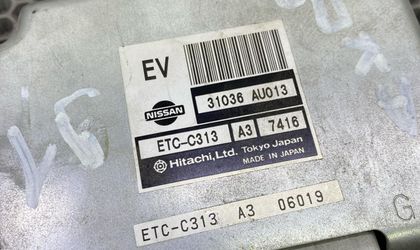 EV
31036 AU013
NISSAN
ETC-C313 A3 7416
Hitachi, Ltd. Tokyo Japan
MADE IN JAPAN
ETC-C313 A3 06019
G